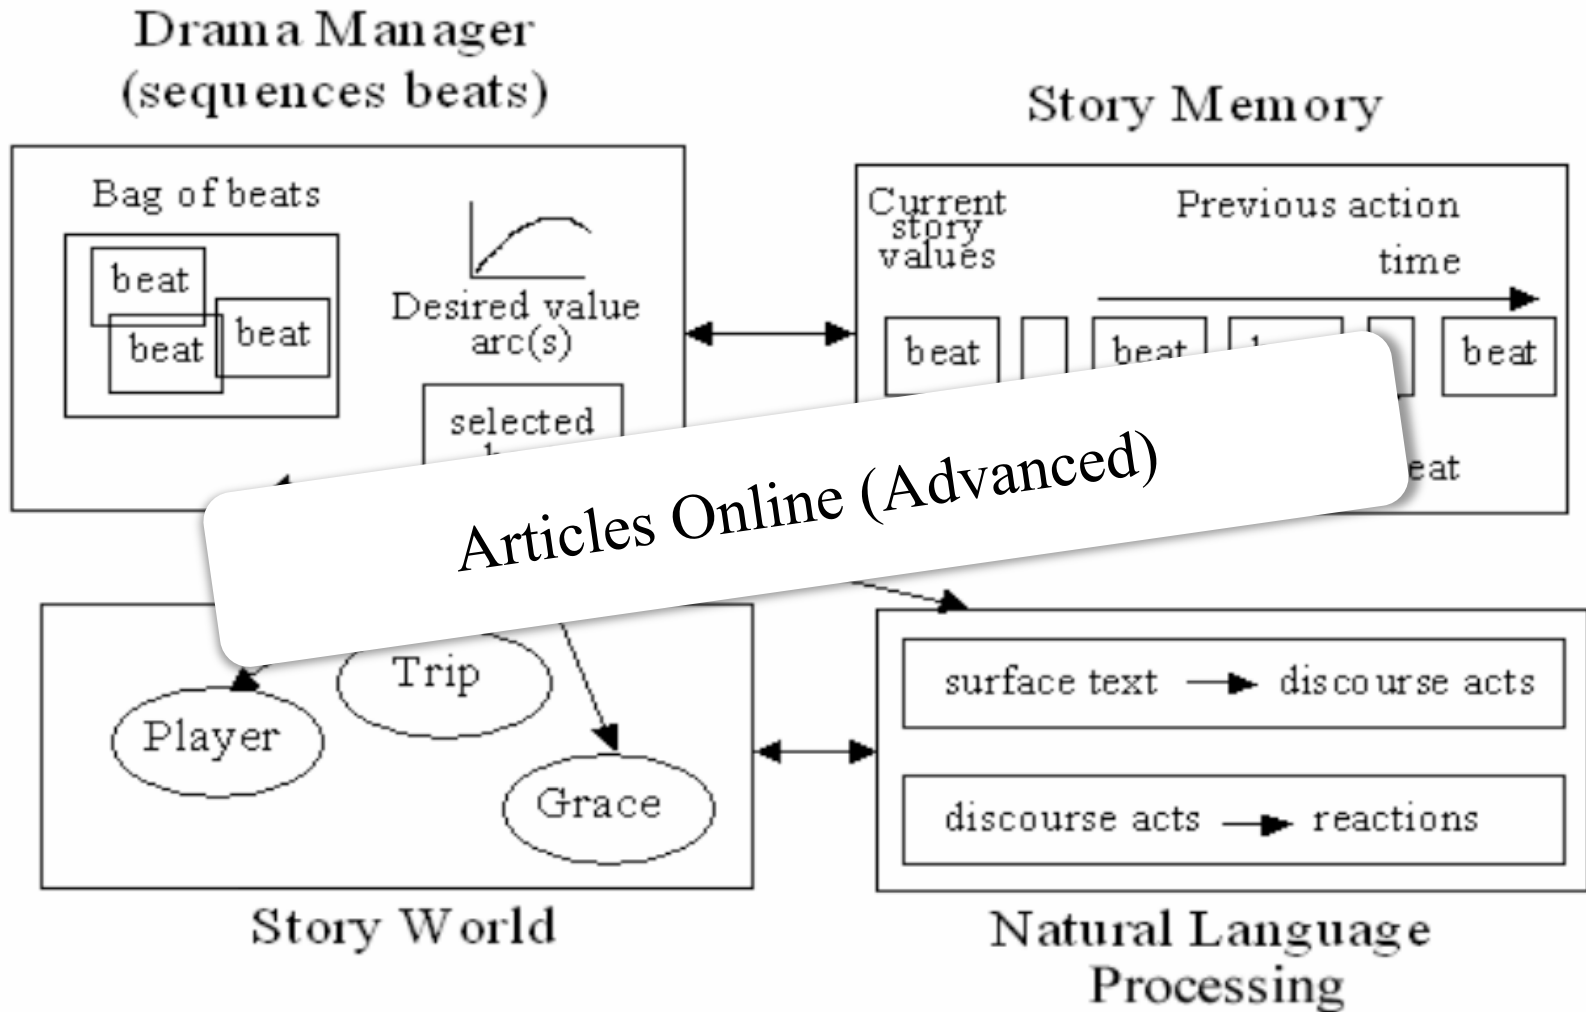 Drama Manager
(sequences beats)
Bag of beats
beat
beat
beat
Desired value
arc(s)
selected
Story Memory
Current
story
values
Previous action
time
beat
beat
beat
Articles Online (Advanced)
Player
Trip
Grace
Story World
surface text
discourse acts
discourse acts
reactions
Natural Language
Processing